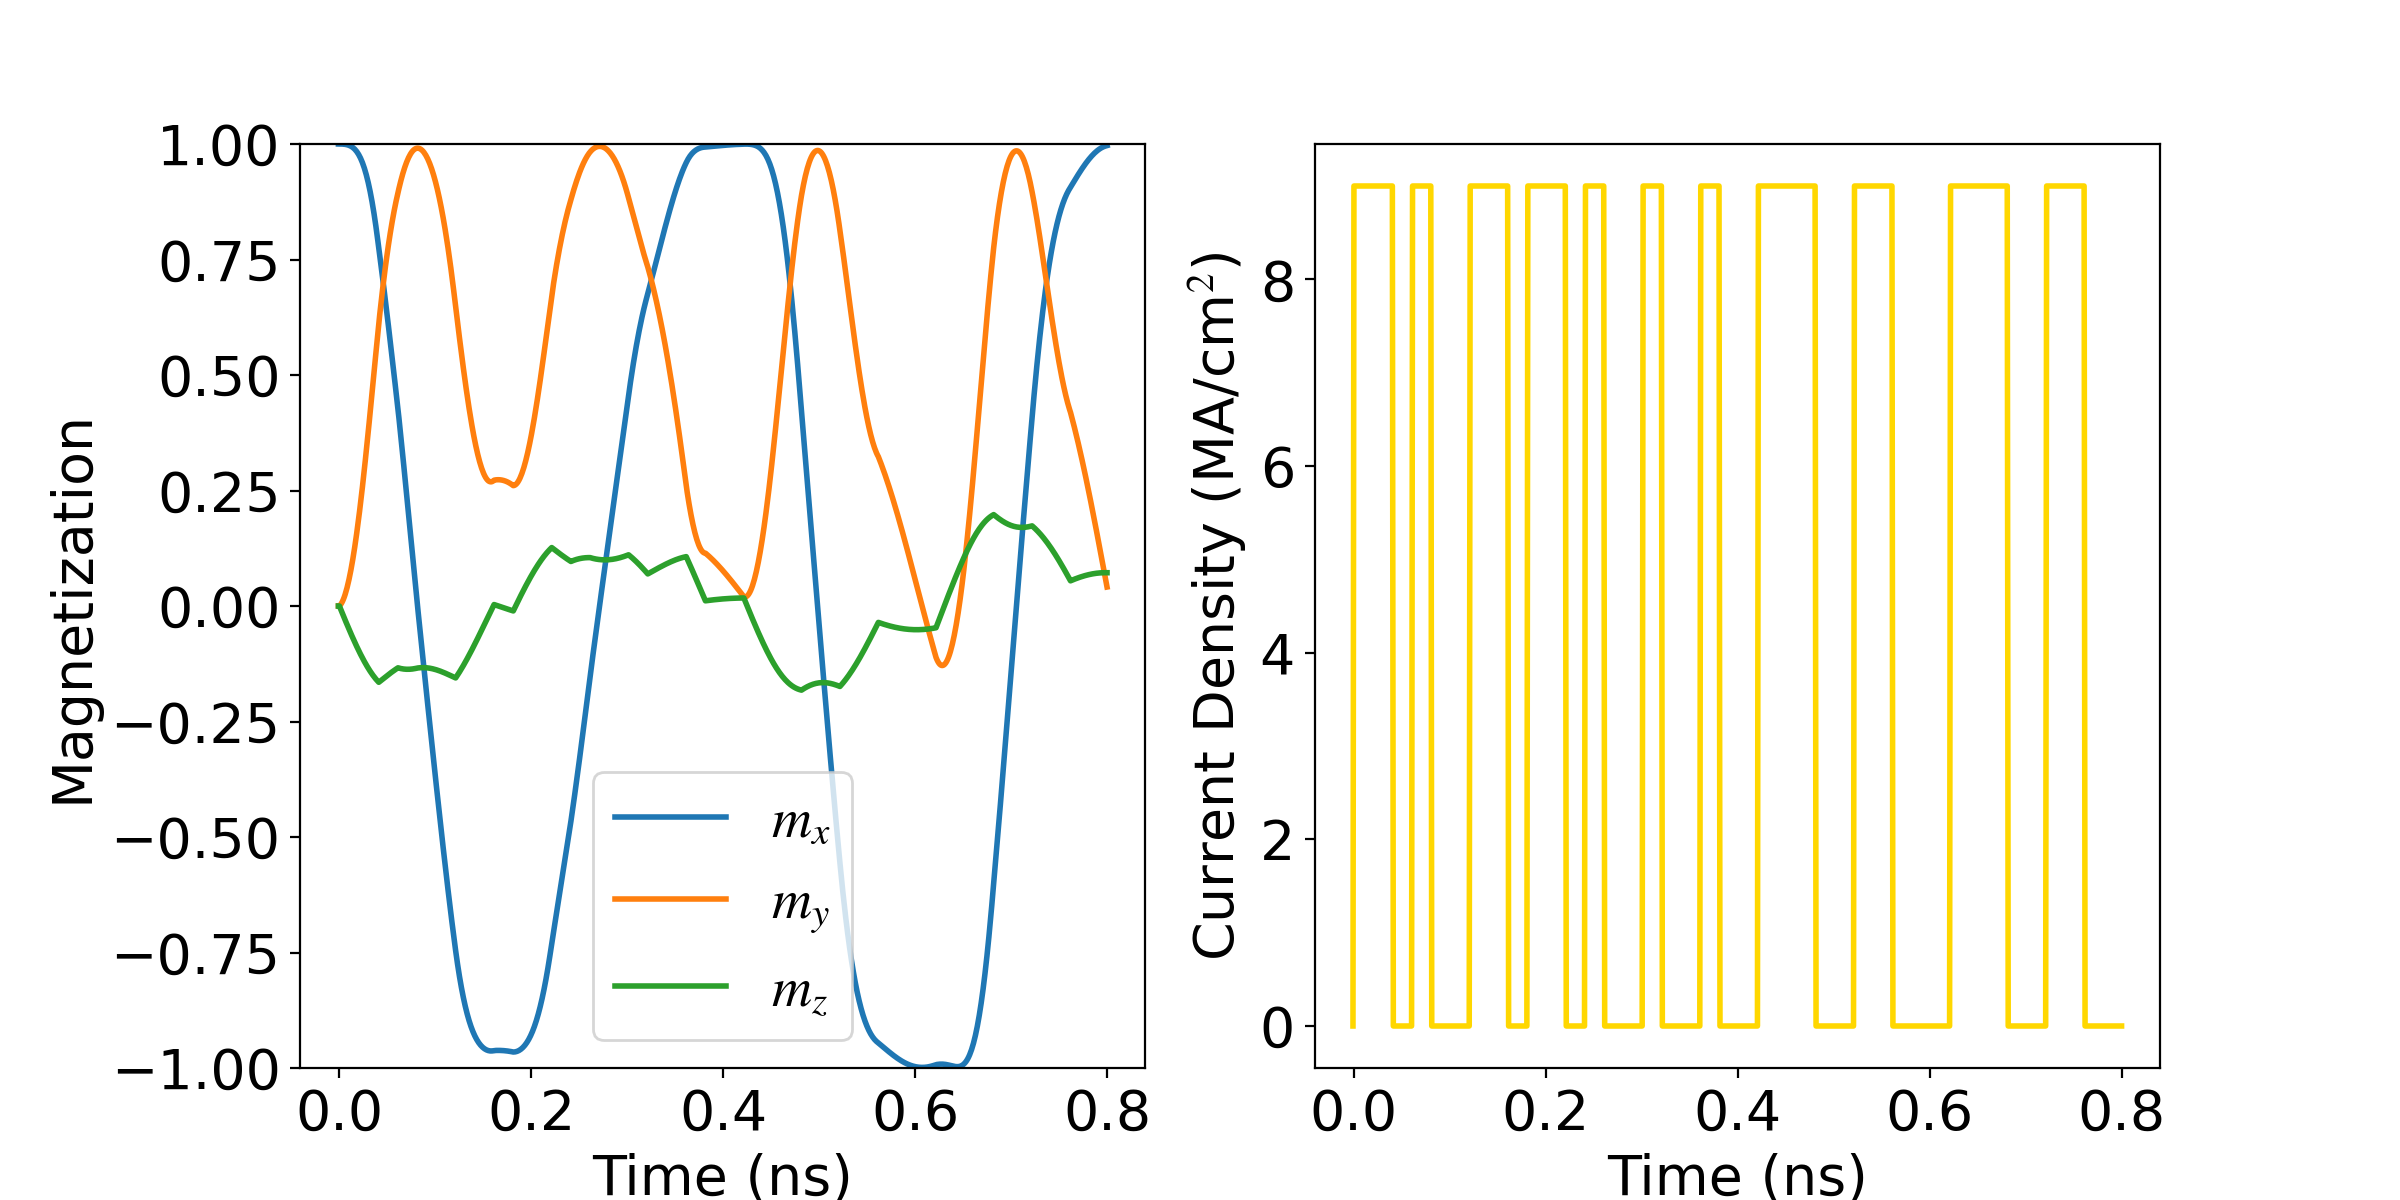 1.00
0.75
0.50
0.25
0.00
−0.25
−0.50
−0.75
−1.00
Magnetization
0.0 0.2 0.4 0.6 0.8
Time (ns)
m_x
m_y
m_z
8
6
4
2
0
Current Density (MA/cm²)
0.0 0.2 0.4 0.6 0.8
Time (ns)